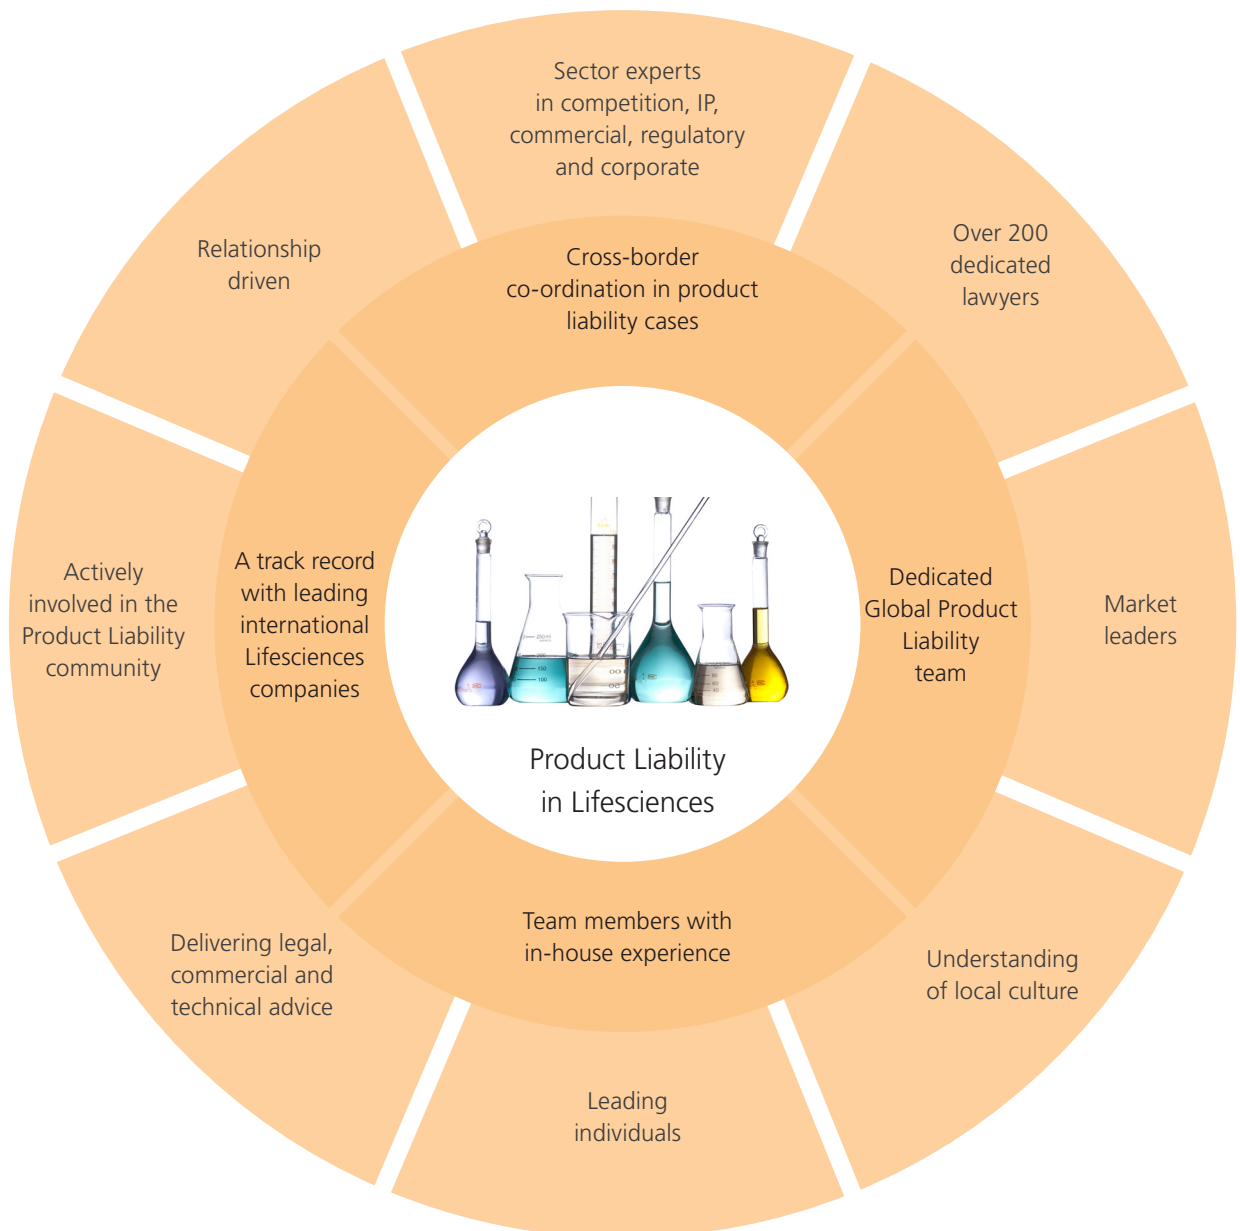 Sector experts
in competition, IP,
commercial, regulatory
and corporate
Over 200
dedicated
lawyers
Market
leaders
Understanding
of local culture
Leading
individuals
Delivering legal,
commercial and
technical advice
Actively
involved in the
Product Liability
community
Relationship
driven
Cross-border
co-ordination in product
liability cases
Dedicated
Global Product
Liability
team
Team members with
in-house experience
A track record
with leading
international
Lifesciences
companies
Product Liability
in Lifesciences